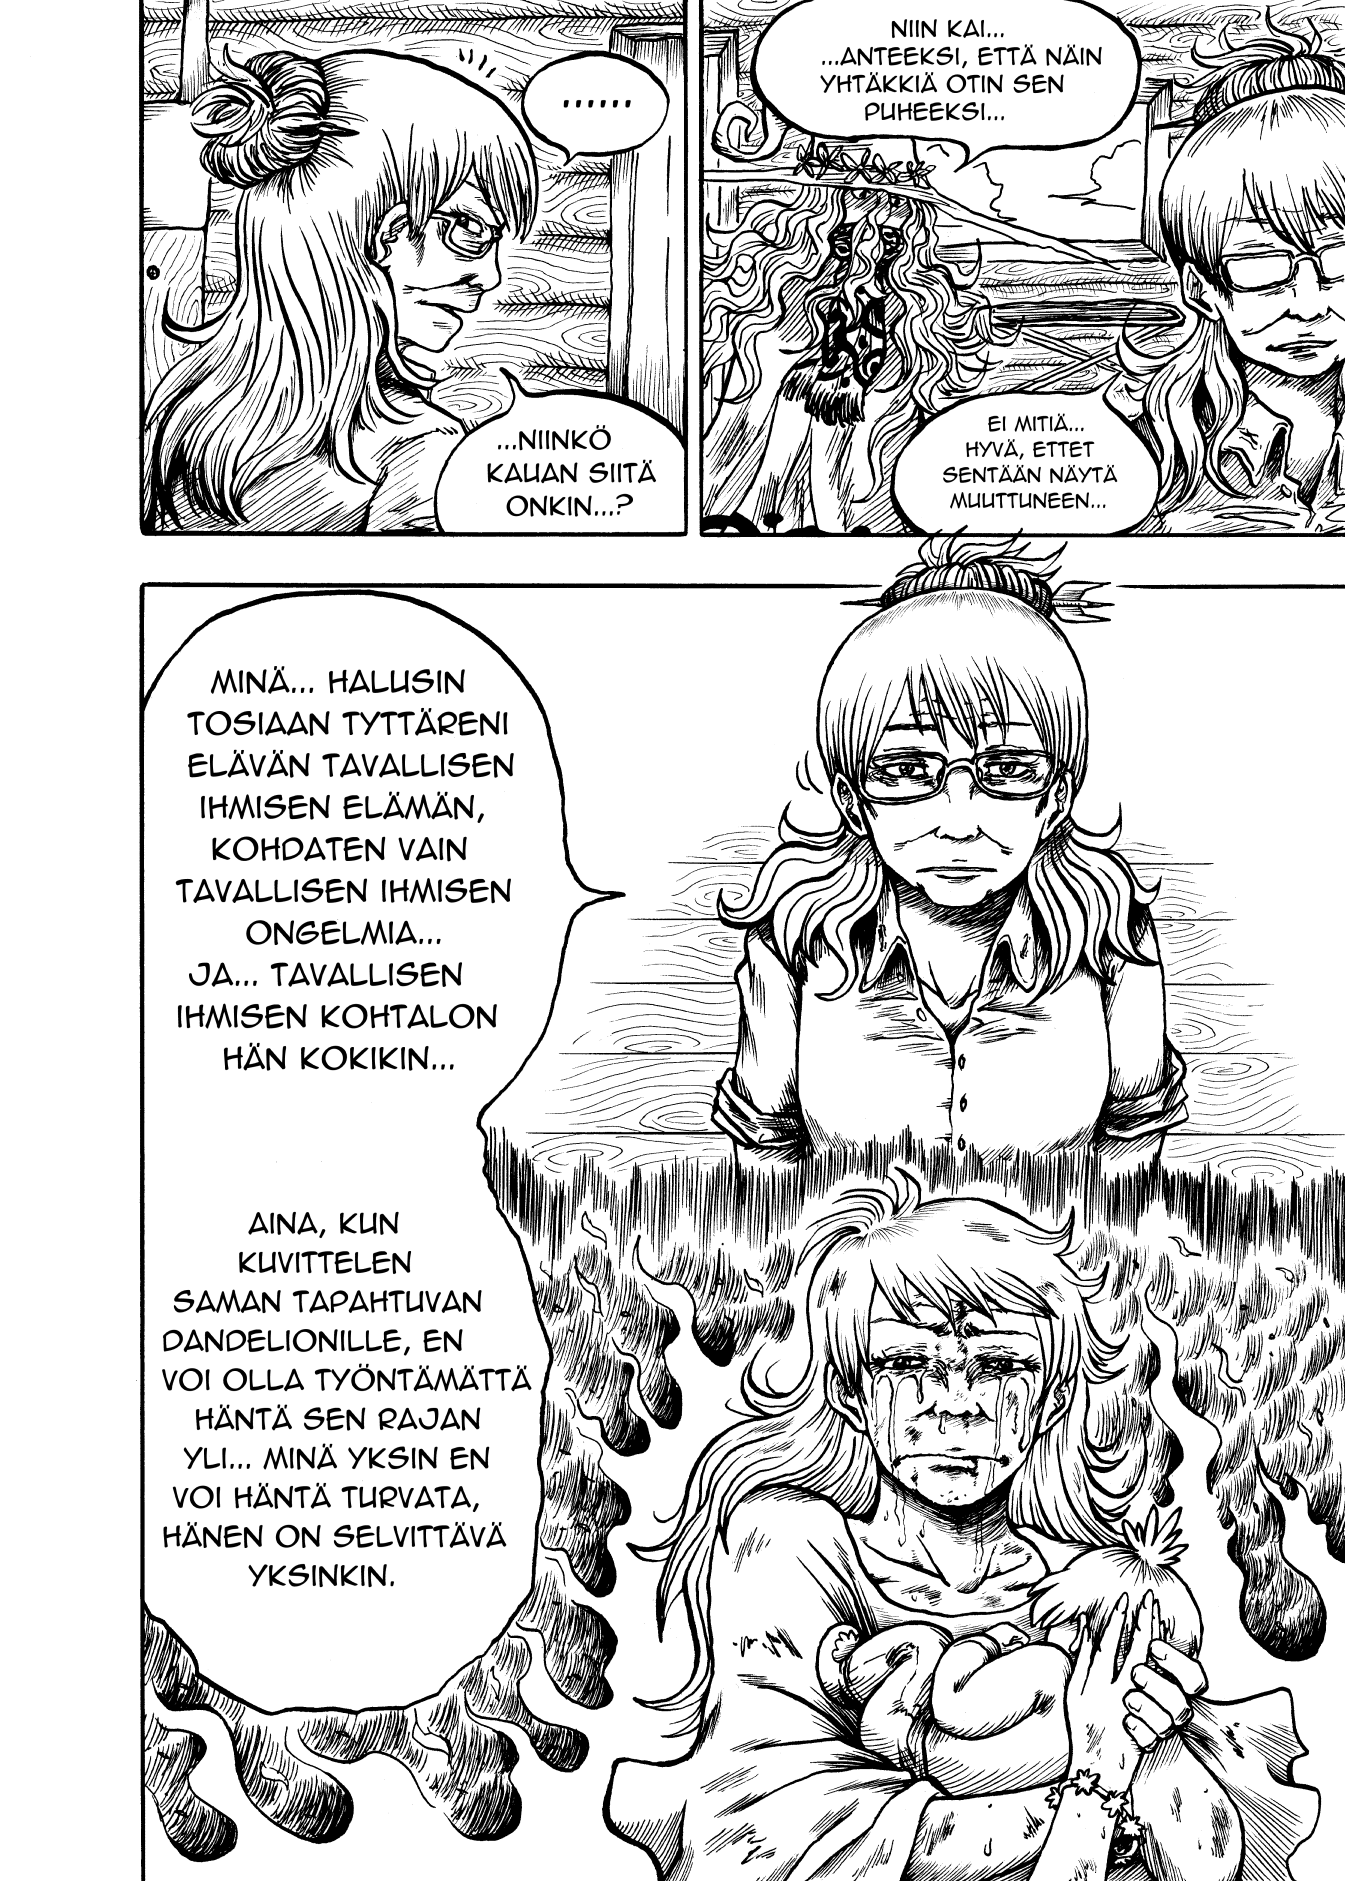 ......
...NIINKÖ
KAUAN SIITÄ
ONKIN...?
NIIN KAI...
...ANTEEKSI, ETTÄ NÄIN
YHTÄKKIÄ OTIN SEN
PUHEEKSI...
EI MITIÄ...
HYVÄ, ETTET
SENTÄÄN NÄYTÄ
MUUTTUNEEN...
MINÄ... HALUSIN
TOSIAAN TYTTÄRENI
ELÄVÄN TAVALLISEN
IHMISEN ELÄMÄN,
KOHDATEN VAIN
TAVALLISEN IHMISEN
ONGELMIA...
JA... TAVALLISEN
IHMISEN KOHTALON
HÄN KOKIKIN...
AINA, KUN
KUVITTELEN
SAMAN TAPAHTUVAN
DANDELIONILLE, EN
VOI OLLA TYÖNTÄMÄTTÄ
HÄNTÄ SEN RAJAN
YLI... MINÄ YKSIN EN
VOI HÄNTÄ TURVATA,
HÄNEN ON SELVITTÄVÄ
YKSINKIN.